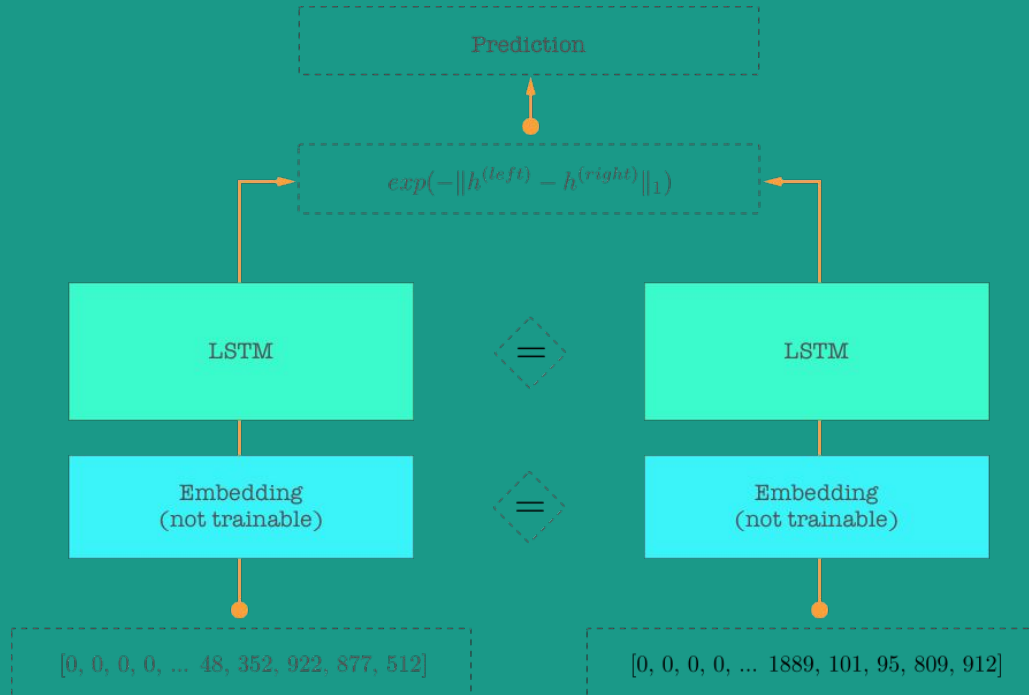 Prediction
exp(−‖h^(left) − h^(right)‖₁)
LSTM
=
LSTM
Embedding
(not trainable)
=
Embedding
(not trainable)
[0, 0, 0, 0, ... 48, 352, 922, 877, 512]
[0, 0, 0, 0, ... 1889, 101, 95, 809, 912]